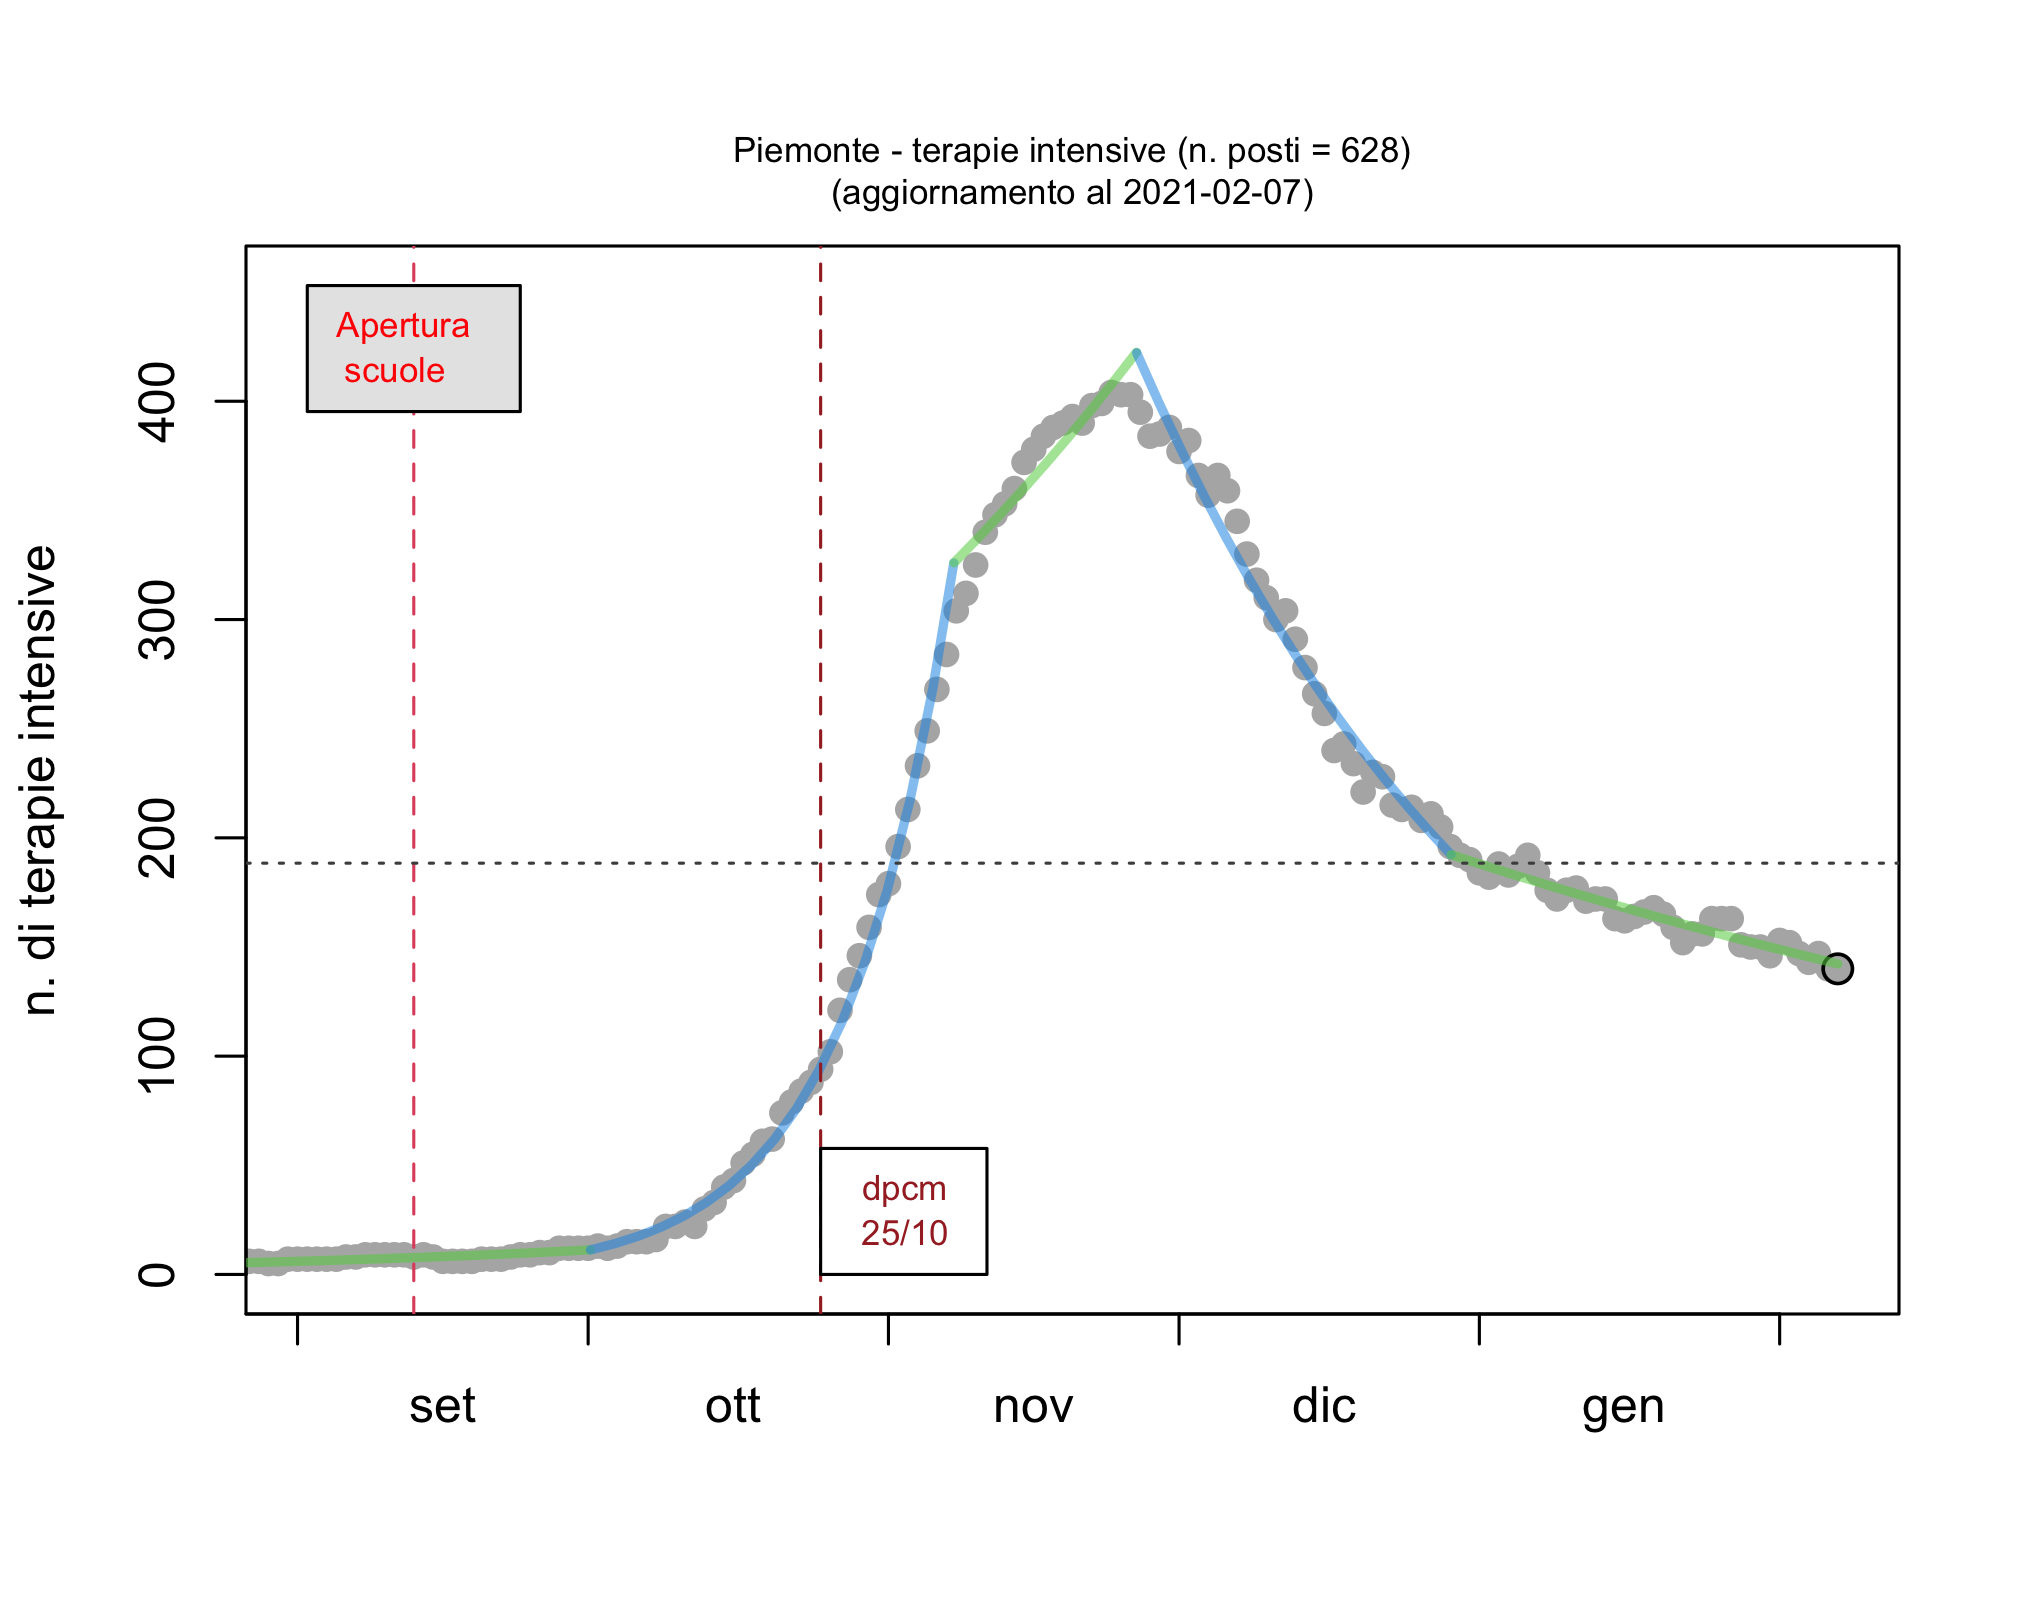 Piemonte - terapie intensive (n. posti = 628)
(aggiornamento al 2021-02-07)
Apertura
scuole
n. di terapie intensive
400
300
200
100
0
dpcm
25/10
set
ott
nov
dic
gen